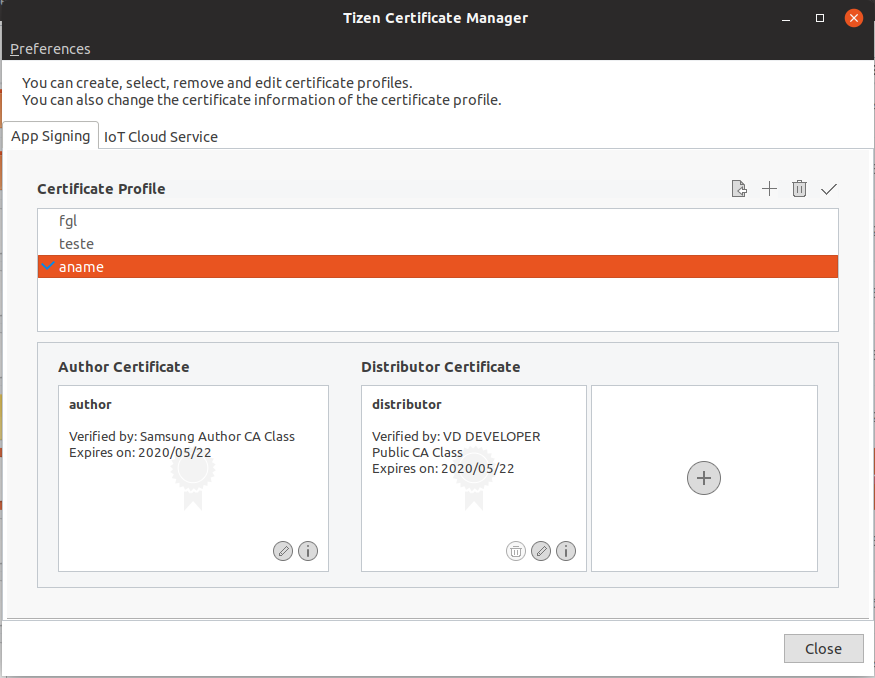 Tizen Certificate Manager
Preferences
You can create, select, remove and edit certificate profiles.
You can also change the certificate information of the certificate profile.
App Signing
IoT Cloud Service
Certificate Profile
fgl
teste
aname
Author Certificate
author
Verified by: Samsung Author CA Class
Expires on: 2020/05/22
Distributor Certificate
distributor
Verified by: VD DEVELOPER
Public CA Class
Expires on: 2020/05/22
Close